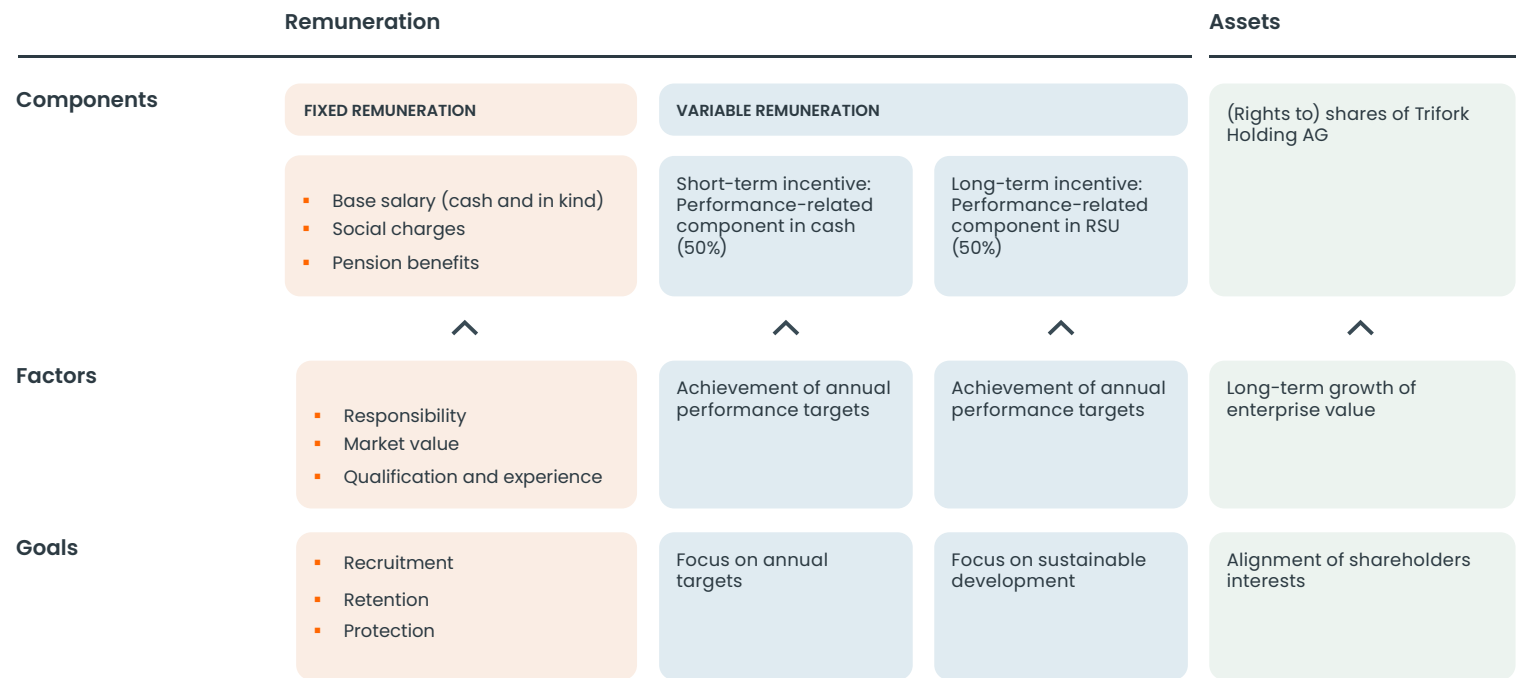 Remuneration
Assets
Components
FIXED REMUNERATION
VARIABLE REMUNERATION
(Rights to) shares of Trifork
Holding AG
Base salary (cash and in kind)
Social charges
Pension benefits
Short-term incentive:
Performance-related
component in cash
(50%)
Long-term incentive:
Performance-related
component in RSU
(50%)
Factors
Responsibility
Market value
Qualification and experience
Achievement of annual
performance targets
Achievement of annual
performance targets
Long-term growth of
enterprise value
Goals
Recruitment
Retention
Protection
Focus on annual
targets
Focus on sustainable
development
Alignment of shareholders
interests